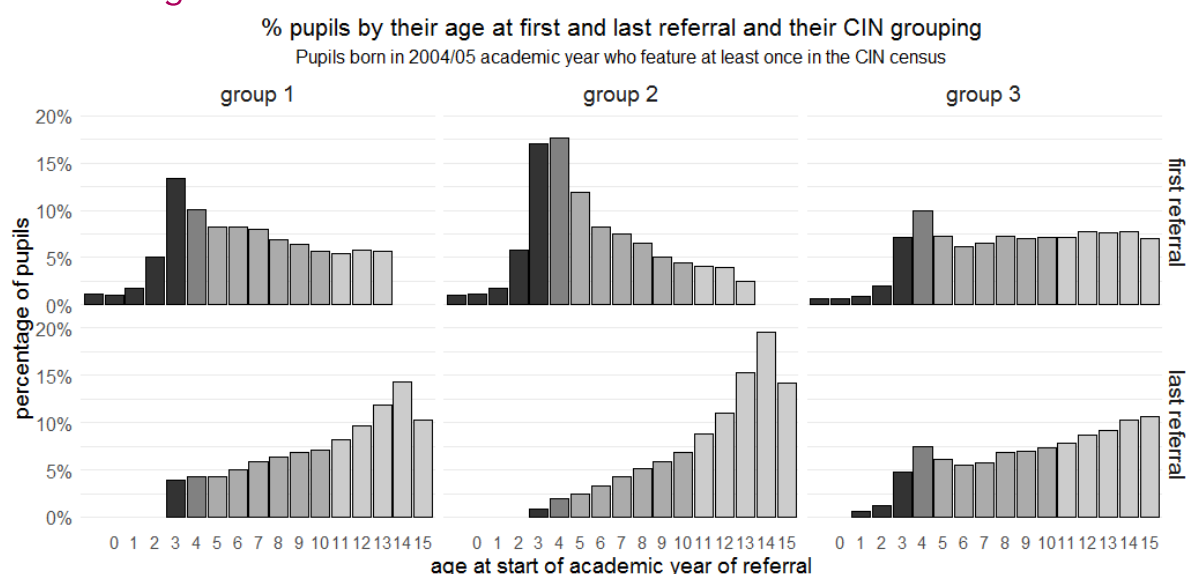 % pupils by their age at first and last referral and their CIN grouping
Pupils born in 2004/05 academic year who feature at least once in the CIN census
group 1 group 2 group 3
20%
15%
10%
5%
0%
first referral
percentage of pupils
20%
15%
10%
5%
0%
last referral
0 1 2 3 4 5 6 7 8 9 10 11 12 13 14 15 0 1 2 3 4 5 6 7 8 9 10 11 12 13 14 15 0 1 2 3 4 5 6 7 8 9 10 11 12 13 14 15
age at start of academic year of referral